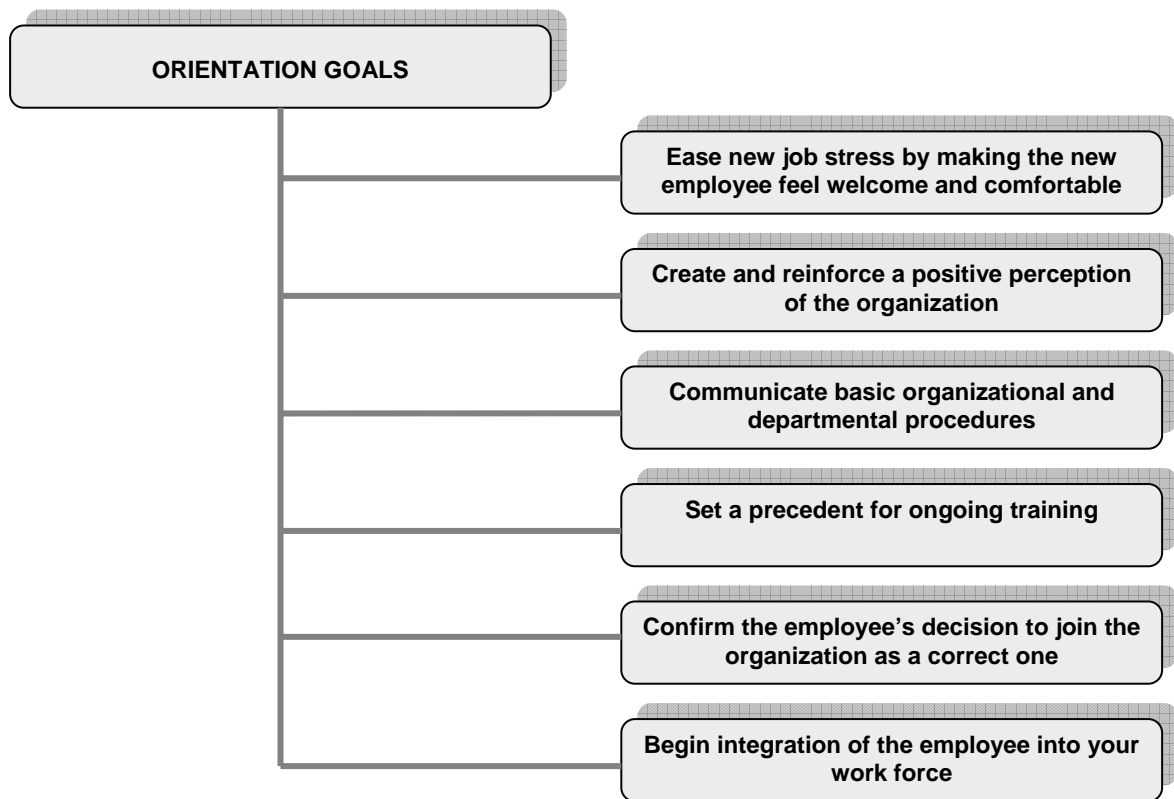 ORIENTATION GOALS
Ease new job stress by making the new
employee feel welcome and comfortable
Create and reinforce a positive perception
of the organization
Communicate basic organizational and
departmental procedures
Set a precedent for ongoing training
Confirm the employee’s decision to join the
organization as a correct one
Begin integration of the employee into your
work force